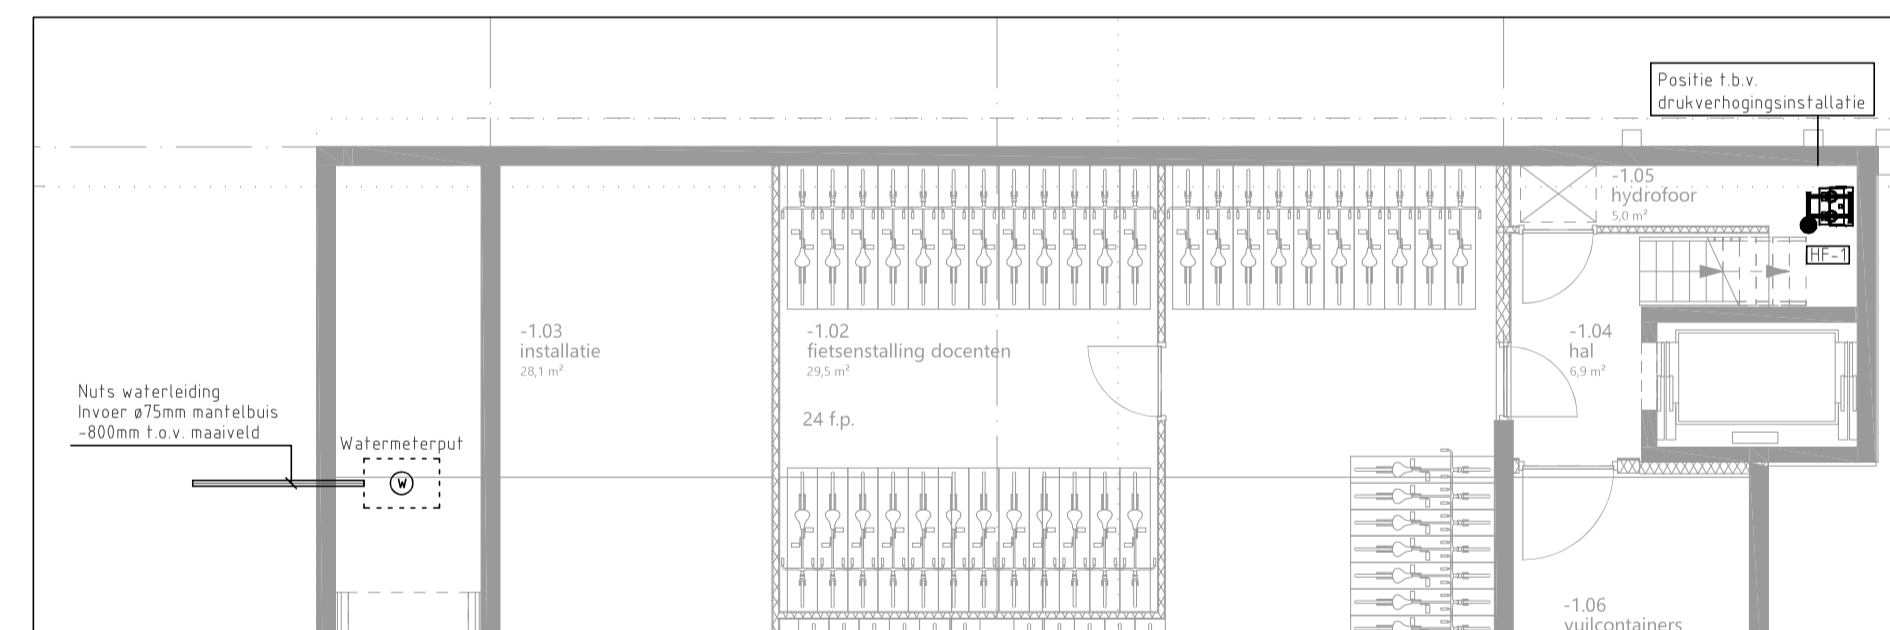 Positie t.b.v.
drukverhogingsinstallatie
-1.05
hydrofoor
5,0 m²
HF-1
-1.03
installatie
28,1 m²
-1.02
fietsenstalling docenten
29,5 m²
24 f.p.
-1.04
hal
6,9 m²
Nuts waterleiding
Invoer ø75mm mantelbuis
-800mm t.o.v. maaiveld
Watermeterput
W
-1.06
vuilcontainers